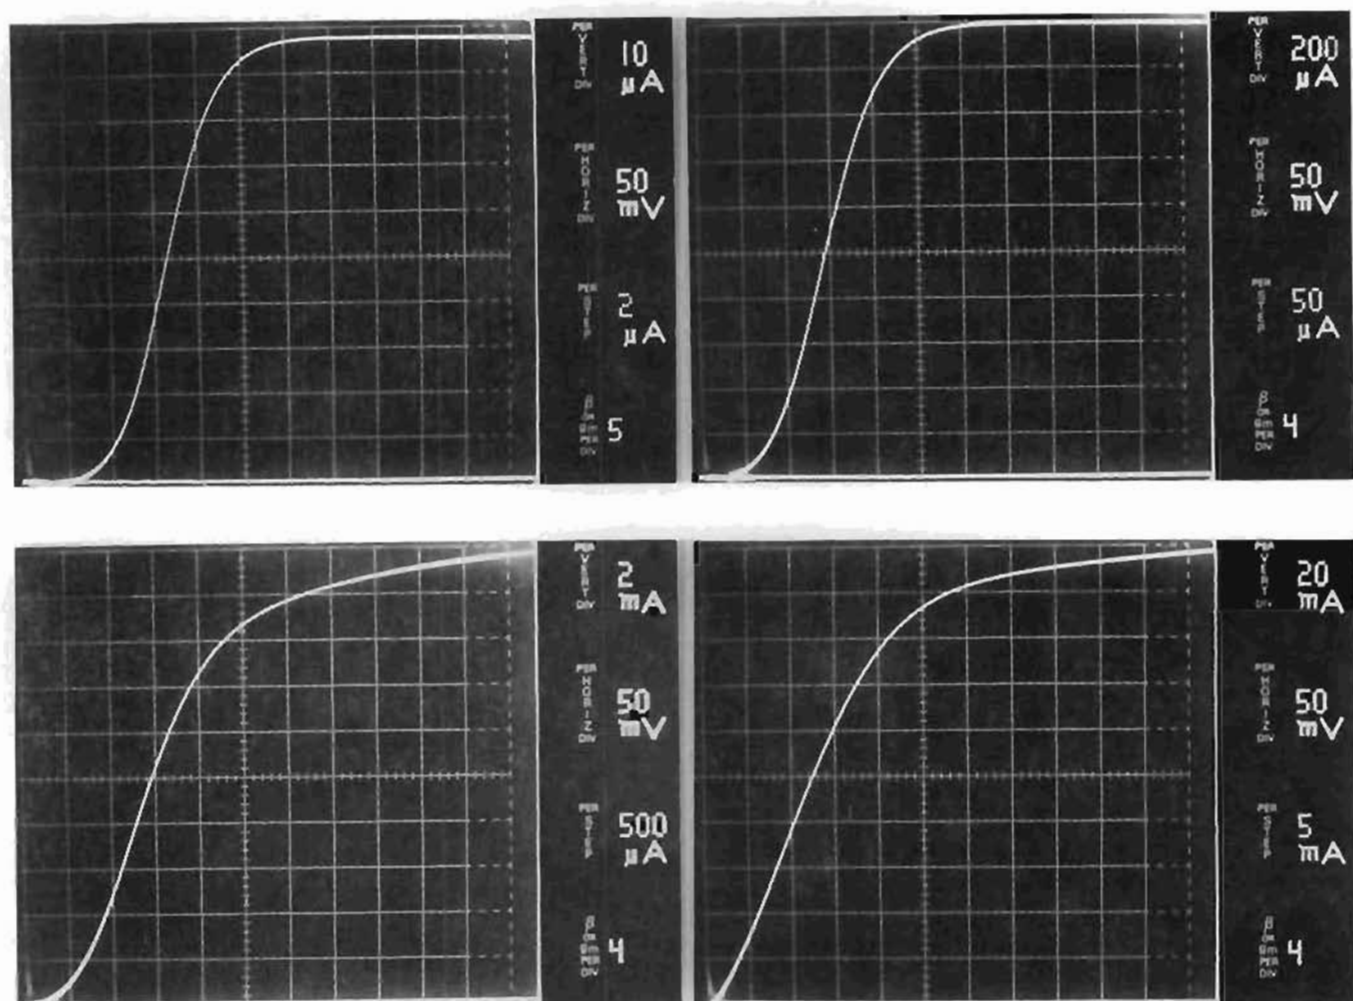 PER VERT DIV
10 μA
PER HORIZ DIV
50 mV
PER STEP
2 μA
β OR gm PER DIV
5
PER VERT DIV
200 μA
PER HORIZ DIV
50 mV
PER STEP
50 μA
β OR gm PER DIV
4
PER VERT DIV
2 mA
PER HORIZ DIV
50 mV
PER STEP
500 μA
β OR gm PER DIV
4
PER VERT DIV
20 mA
PER HORIZ DIV
50 mV
PER STEP
5 mA
β OR gm PER DIV
4